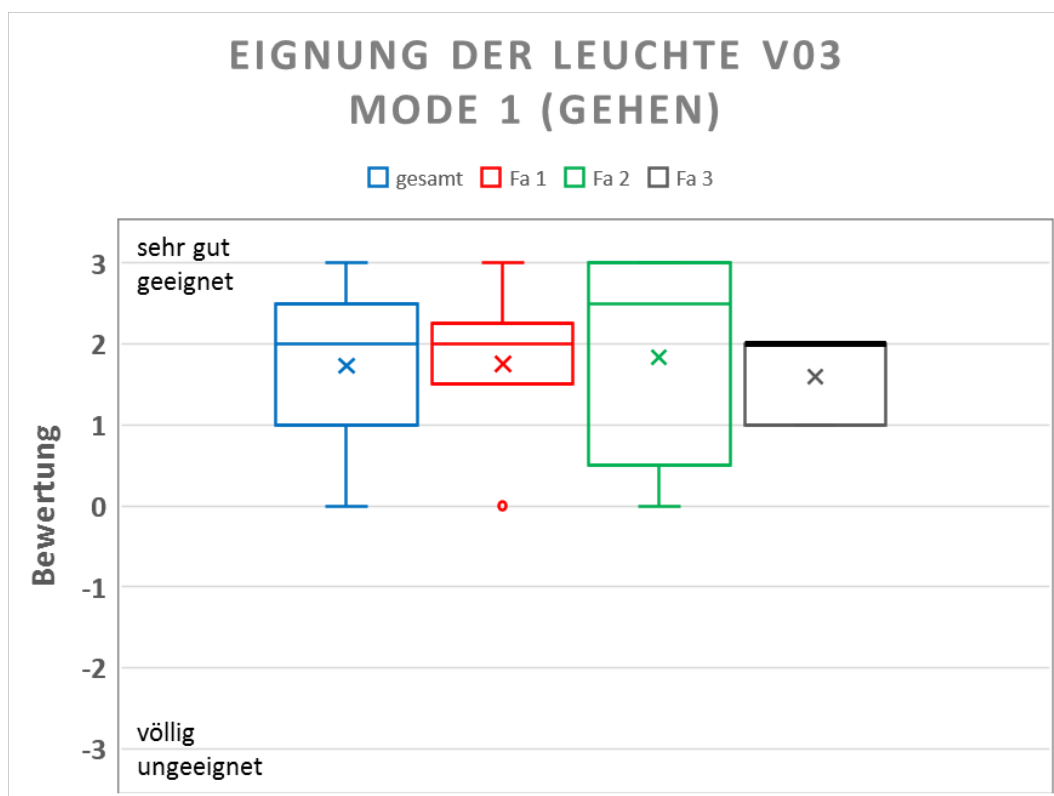 EIGNUNG DER LEUCHTE V03
MODE 1 (GEHEN)
gesamt Fa 1 Fa 2 Fa 3
sehr gut
geeignet
3
2
1
0
-1
-2
-3
Bewertung
völlig
ungeeignet